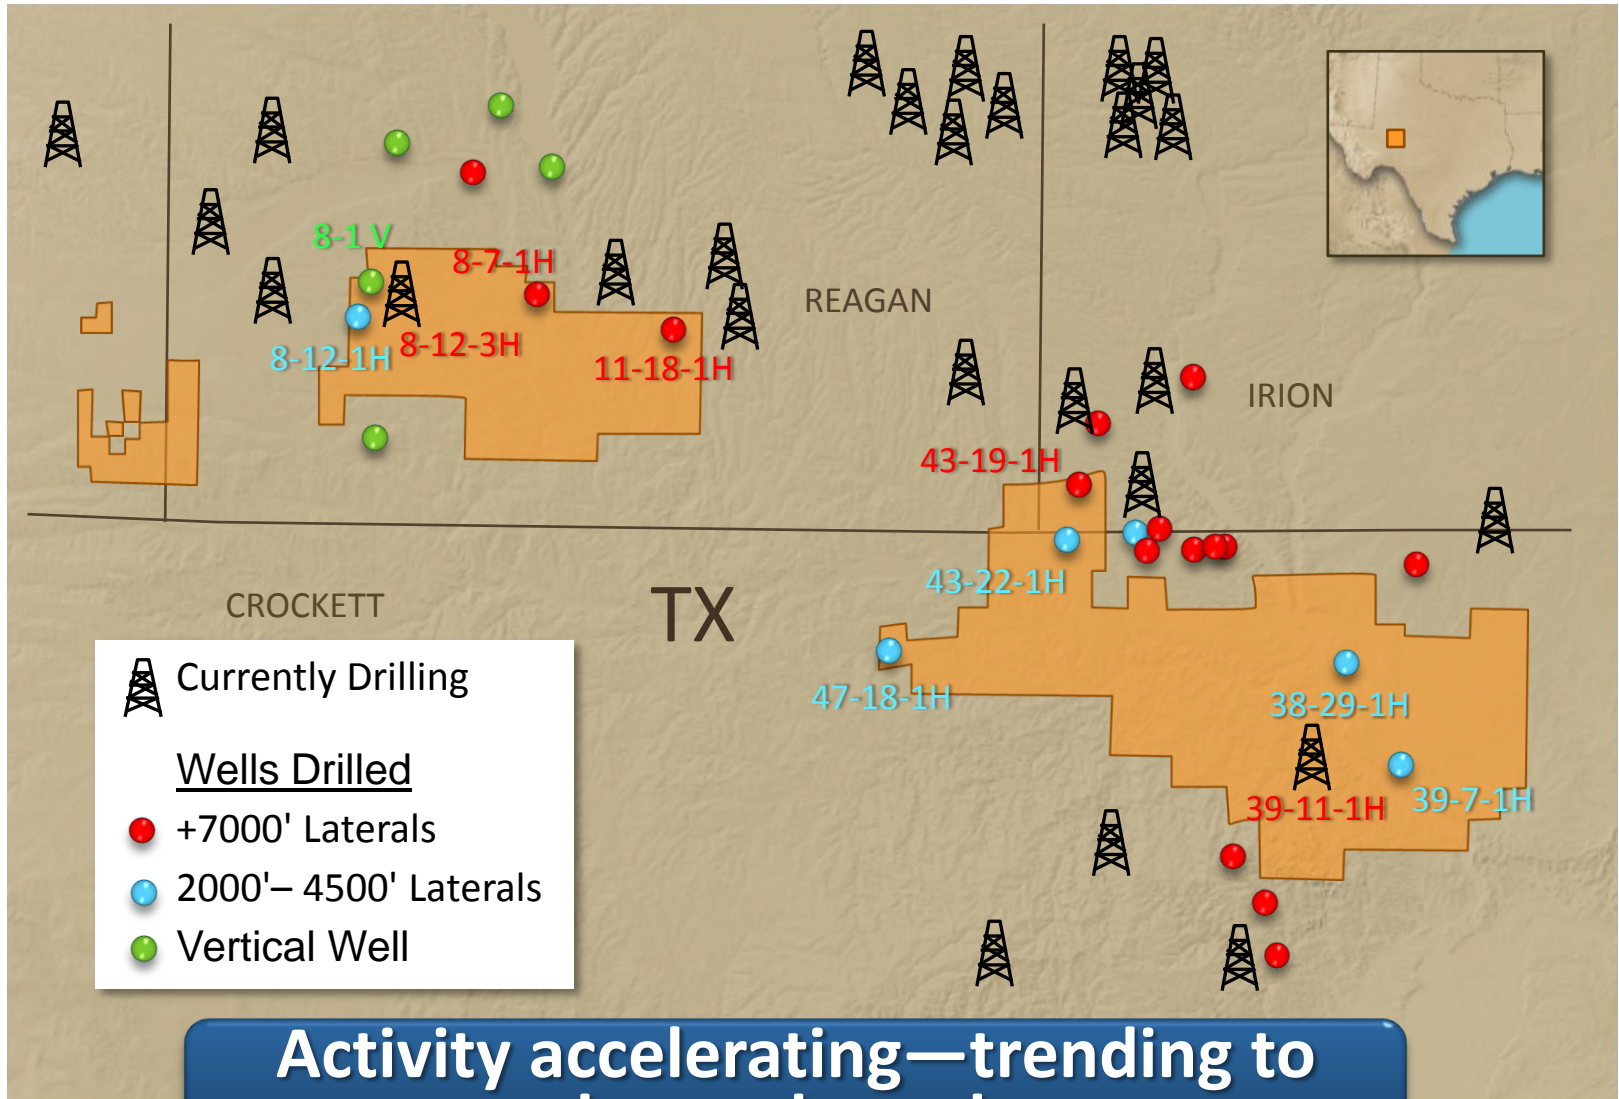 8-1 V
8-7-1H
REAGAN
8-12-3H
8-12-1H
11-18-1H
IRION
43-19-1H
43-22-1H
CROCKETT
TX
47-18-1H
38-29-1H
39-11-1H
39-7-1H
Currently Drilling
Wells Drilled
+7000' Laterals
2000'– 4500' Laterals
Vertical Well
Activity accelerating—trending to